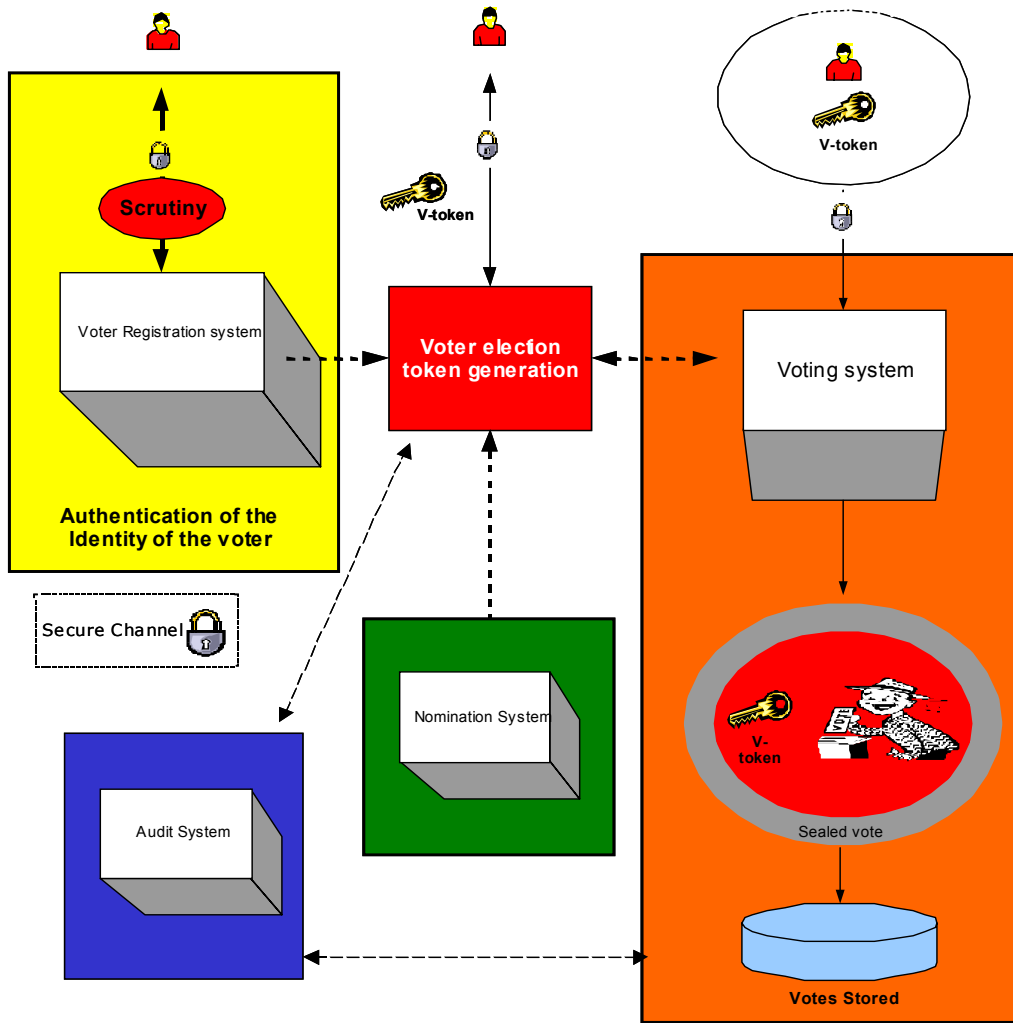 V-token
Scrutiny
V-token
Voter Registration system
Voter election
token generation
Voting system
Authentication of the
Identity of the voter
Secure Channel
Nomination System
VOTE
V-
token
Audit System
Sealed vote
Votes Stored